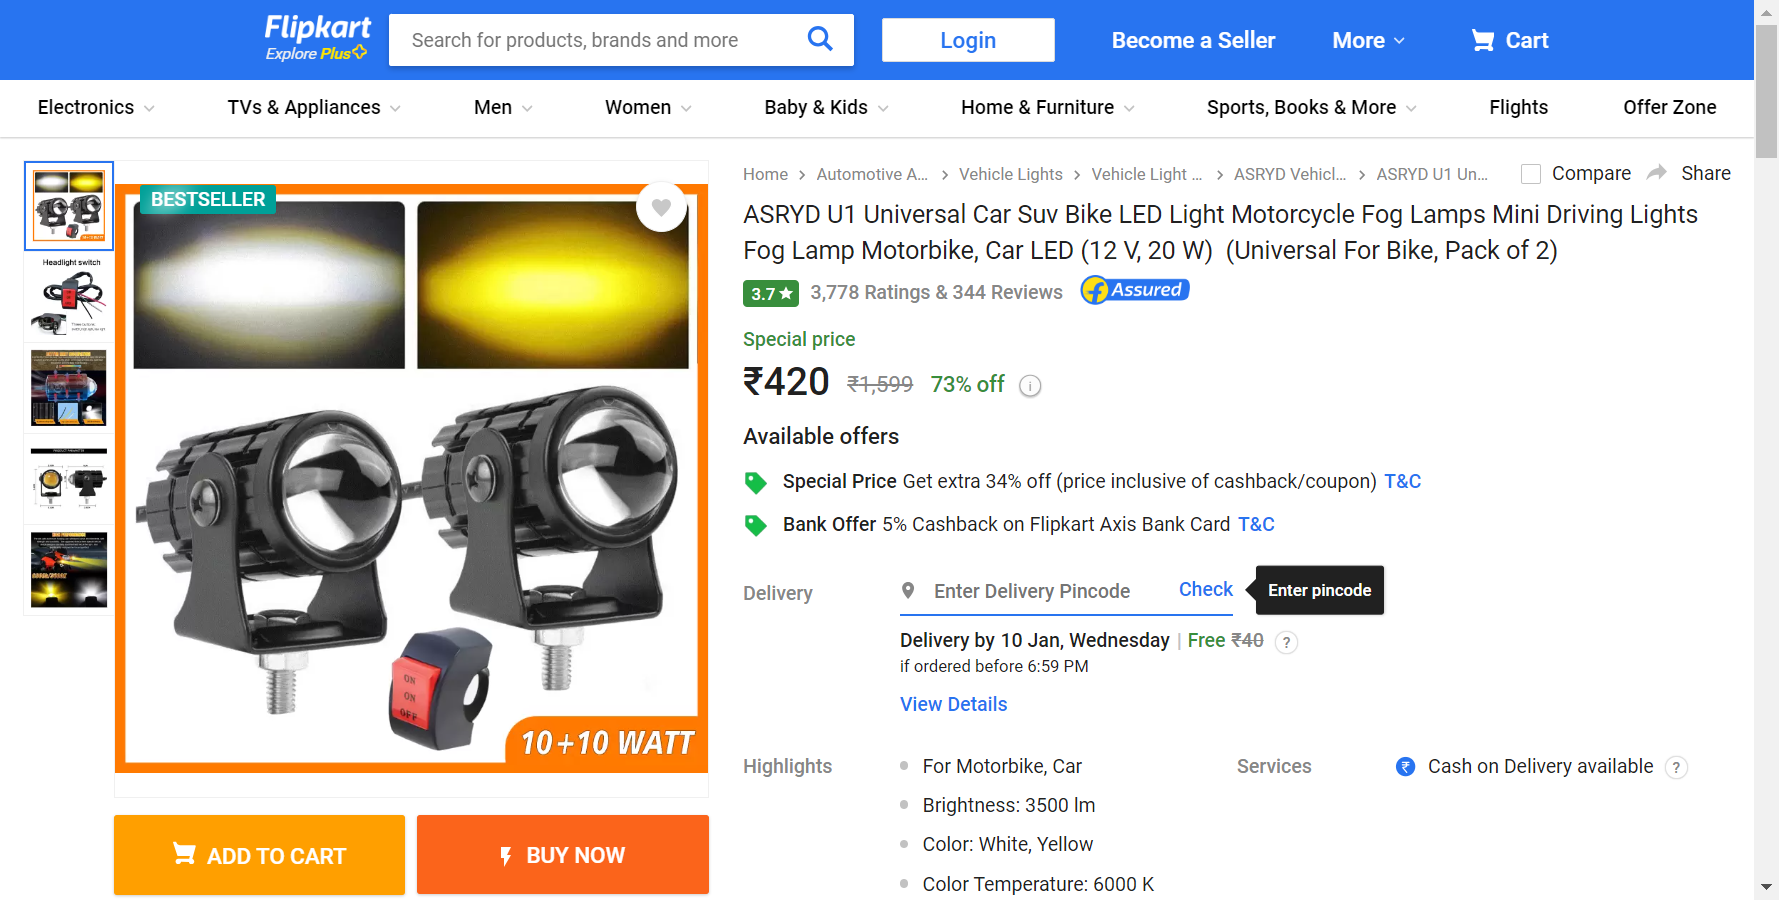 Flipkart
Explore Plus
Search for products, brands and more
Login
Become a Seller
More
Cart
Electronics
TVs & Appliances
Men
Women
Baby & Kids
Home & Furniture
Sports, Books & More
Flights
Offer Zone
Headlight switch
BESTSELLER
ON
ON
OFF
10+10 WATT
ADD TO CART
BUY NOW
Home
Automotive A...
Vehicle Lights
Vehicle Light ...
ASRYD Vehicl...
ASRYD U1 Un...
Compare
Share
ASRYD U1 Universal Car Suv Bike LED Light Motorcycle Fog Lamps Mini Driving Lights
Fog Lamp Motorbike, Car LED (12 V, 20 W) (Universal For Bike, Pack of 2)
3.7★ 3,778 Ratings & 344 Reviews Assured
Special price
₹420 ₹1,599 73% off i
Available offers
Special Price Get extra 34% off (price inclusive of cashback/coupon) T&C
Bank Offer 5% Cashback on Flipkart Axis Bank Card T&C
Delivery
Enter Delivery Pincode
Check
Enter pincode
Delivery by 10 Jan, Wednesday | Free ₹40 ?
if ordered before 6:59 PM
View Details
Highlights
For Motorbike, Car
Brightness: 3500 lm
Color: White, Yellow
Color Temperature: 6000 K
Services
₹ Cash on Delivery available ?